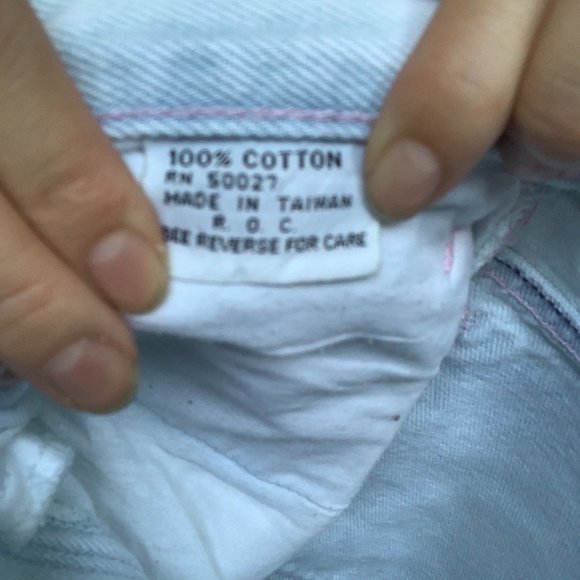 100% COTTON
RN 50027
MADE IN TAIWAN
R. O. C.
SEE REVERSE FOR CARE